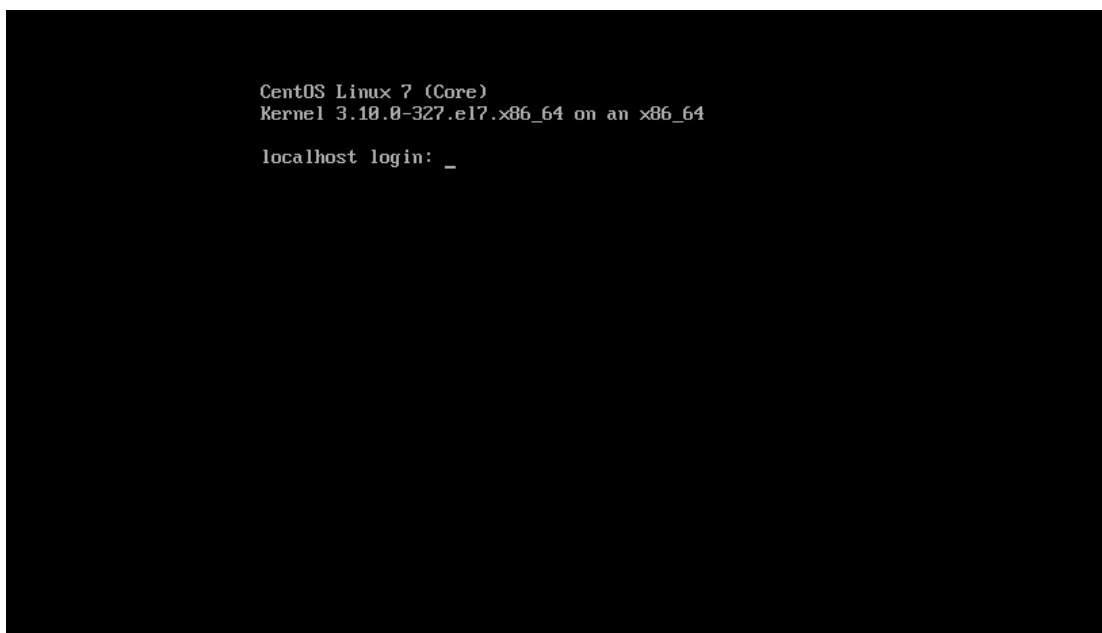 CentOS Linux 7 (Core)
Kernel 3.10.0-327.el7.x86_64 on an x86_64
localhost login: _